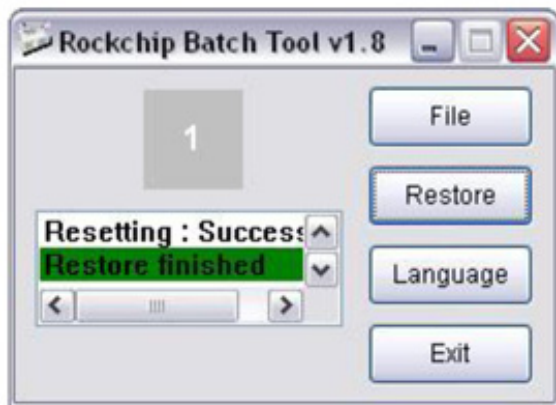 Rockchip Batch Tool v1.8
1
File
Restore
Resetting : Success
Restore finished
Language
Exit